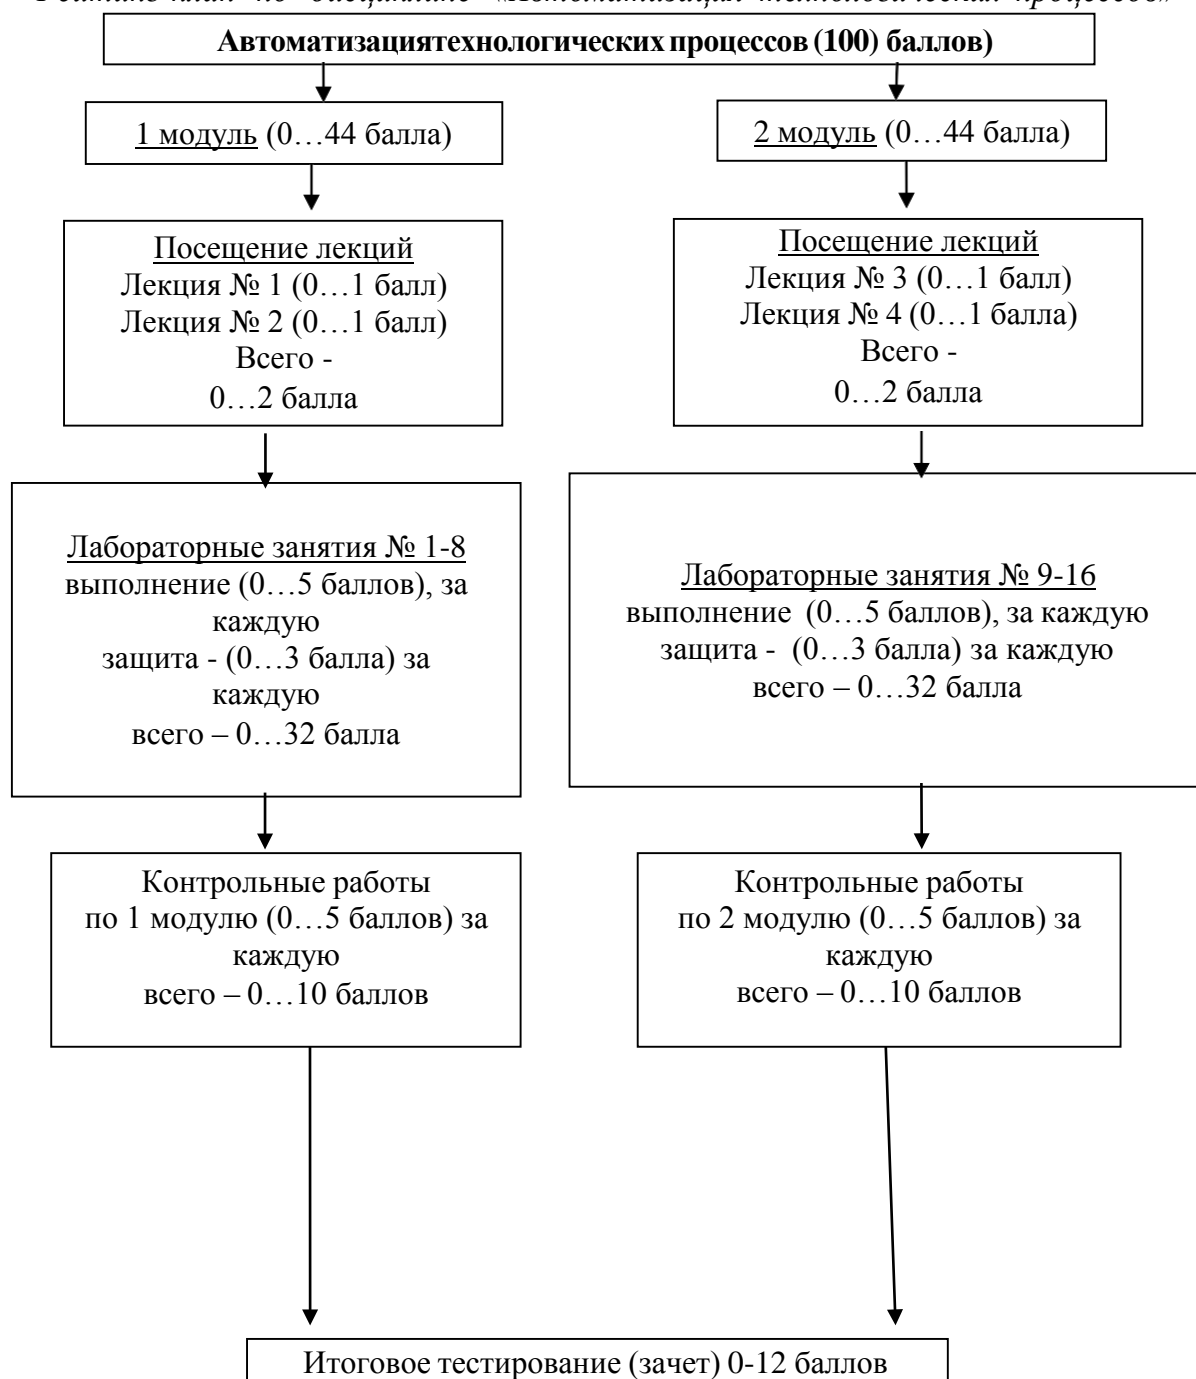 Автоматизациятехнологических процессов (100) баллов)
1 модуль (0…44 балла)
2 модуль (0…44 балла)
Посещение лекций
Лекция № 1 (0…1 балл)
Лекция № 2 (0…1 балл)
Всего -
0…2 балла
Посещение лекций
Лекция № 3 (0…1 балл)
Лекция № 4 (0…1 балла)
Всего -
0…2 балла
Лабораторные занятия № 1-8
выполнение (0…5 баллов), за
каждую
защита - (0…3 балла) за
каждую
всего – 0…32 балла
Лабораторные занятия № 9-16
выполнение (0…5 баллов), за каждую
защита - (0…3 балла) за каждую
всего – 0…32 балла
Контрольные работы
по 1 модулю (0…5 баллов) за
каждую
всего – 0…10 баллов
Контрольные работы
по 2 модулю (0…5 баллов) за
каждую
всего – 0…10 баллов
Итоговое тестирование (зачет) 0-12 баллов